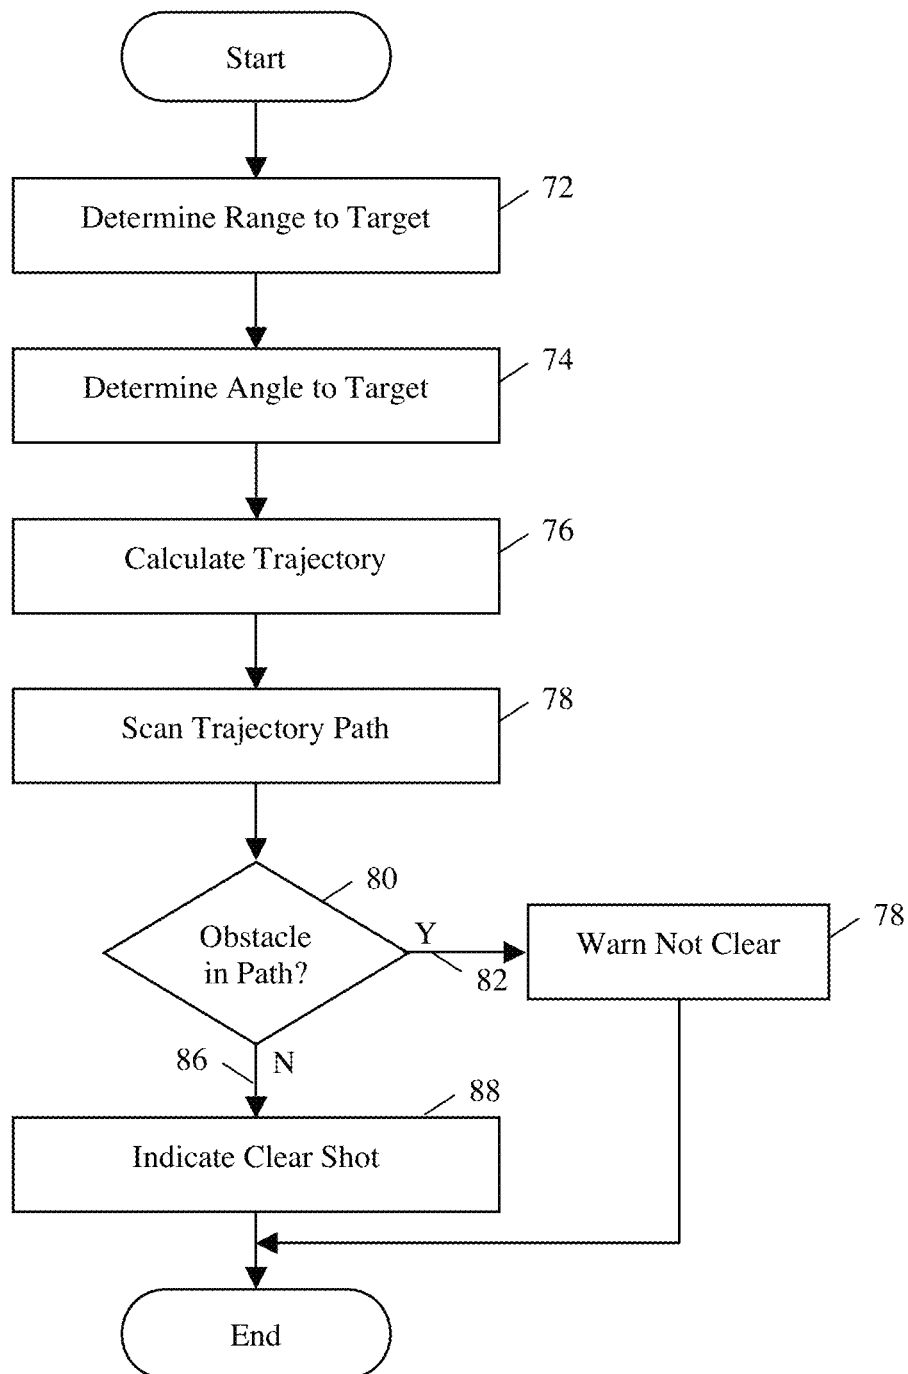 Start
72
Determine Range to Target
74
Determine Angle to Target
76
Calculate Trajectory
78
Scan Trajectory Path
80
Obstacle
in Path?
Y
82
78
Warn Not Clear
86
N
88
Indicate Clear Shot
End